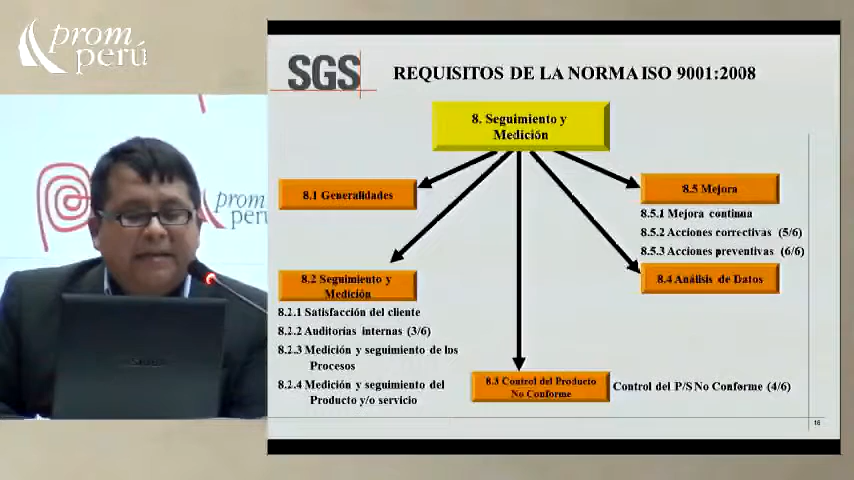 prom
perú
prom
peru
SGS
REQUISITOS DE LA NORMA ISO 9001:2008
8. Seguimiento y
Medición
8.1 Generalidades
8.5 Mejora
8.5.1 Mejora continua
8.5.2 Acciones correctivas (5/6)
8.5.3 Acciones preventivas (6/6)
8.2 Seguimiento y
Medición
8.4 Análisis de Datos
8.2.1 Satisfacción del cliente
8.2.2 Auditorías internas (3/6)
8.2.3 Medición y seguimiento de los
Procesos
8.2.4 Medición y seguimiento del
Producto y/o servicio
8.3 Control del Producto
No Conforme
Control del P/S No Conforme (4/6)
16